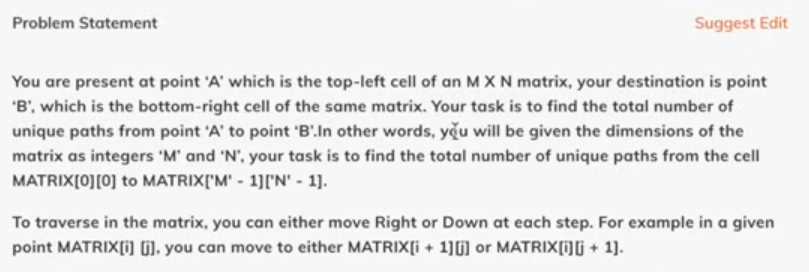 Problem Statement
Suggest Edit
You are present at point ‘A’ which is the top-left cell of an M X N matrix, your destination is point
‘B’, which is the bottom-right cell of the same matrix. Your task is to find the total number of
unique paths from point ‘A’ to point ‘B’.In other words, you will be given the dimensions of the
matrix as integers ‘M’ and ‘N’, your task is to find the total number of unique paths from the cell
MATRIX[0][0] to MATRIX['M' - 1]['N' - 1].
To traverse in the matrix, you can either move Right or Down at each step. For example in a given
point MATRIX[i] [j], you can move to either MATRIX[i + 1][j] or MATRIX[i][j + 1].